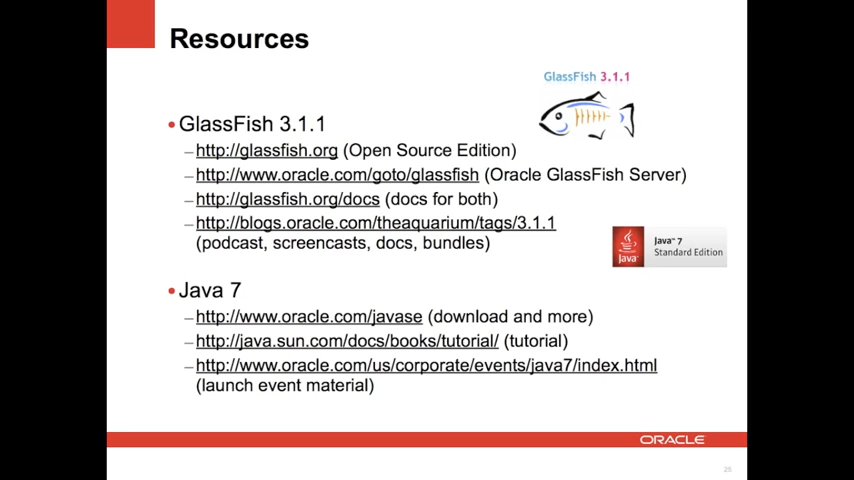 Resources
GlassFish 3.1.1
•GlassFish 3.1.1
–http://glassfish.org (Open Source Edition)
–http://www.oracle.com/goto/glassfish (Oracle GlassFish Server)
–http://glassfish.org/docs (docs for both)
–http://blogs.oracle.com/theaquarium/tags/3.1.1
(podcast, screencasts, docs, bundles)
Java
Java™ 7
Standard Edition
•Java 7
–http://www.oracle.com/javase (download and more)
–http://java.sun.com/docs/books/tutorial/ (tutorial)
–http://www.oracle.com/us/corporate/events/java7/index.html
(launch event material)
ORACLE